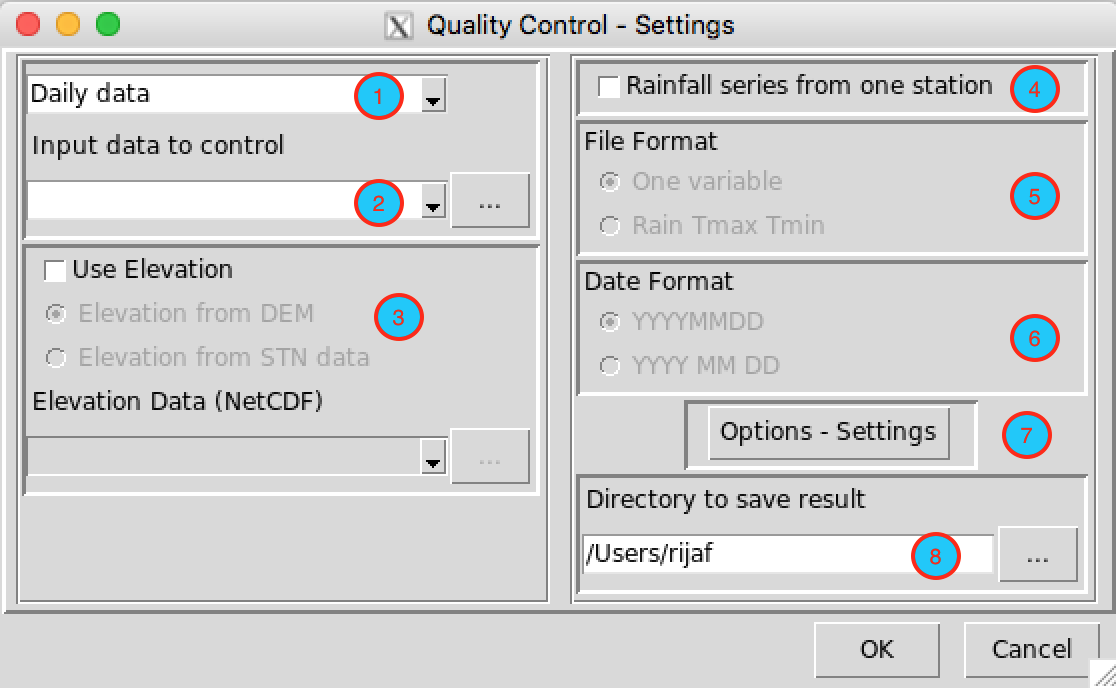 Quality Control - Settings
Daily data
1
Input data to control
2
...
Use Elevation
Elevation from DEM
3
Elevation from STN data
Elevation Data (NetCDF)
...
Rainfall series from one station
4
File Format
One variable
5
Rain Tmax Tmin
Date Format
YYYYMMDD
6
YYYY MM DD
Options - Settings
7
Directory to save result
/Users/rijaf
8
...
OK
Cancel